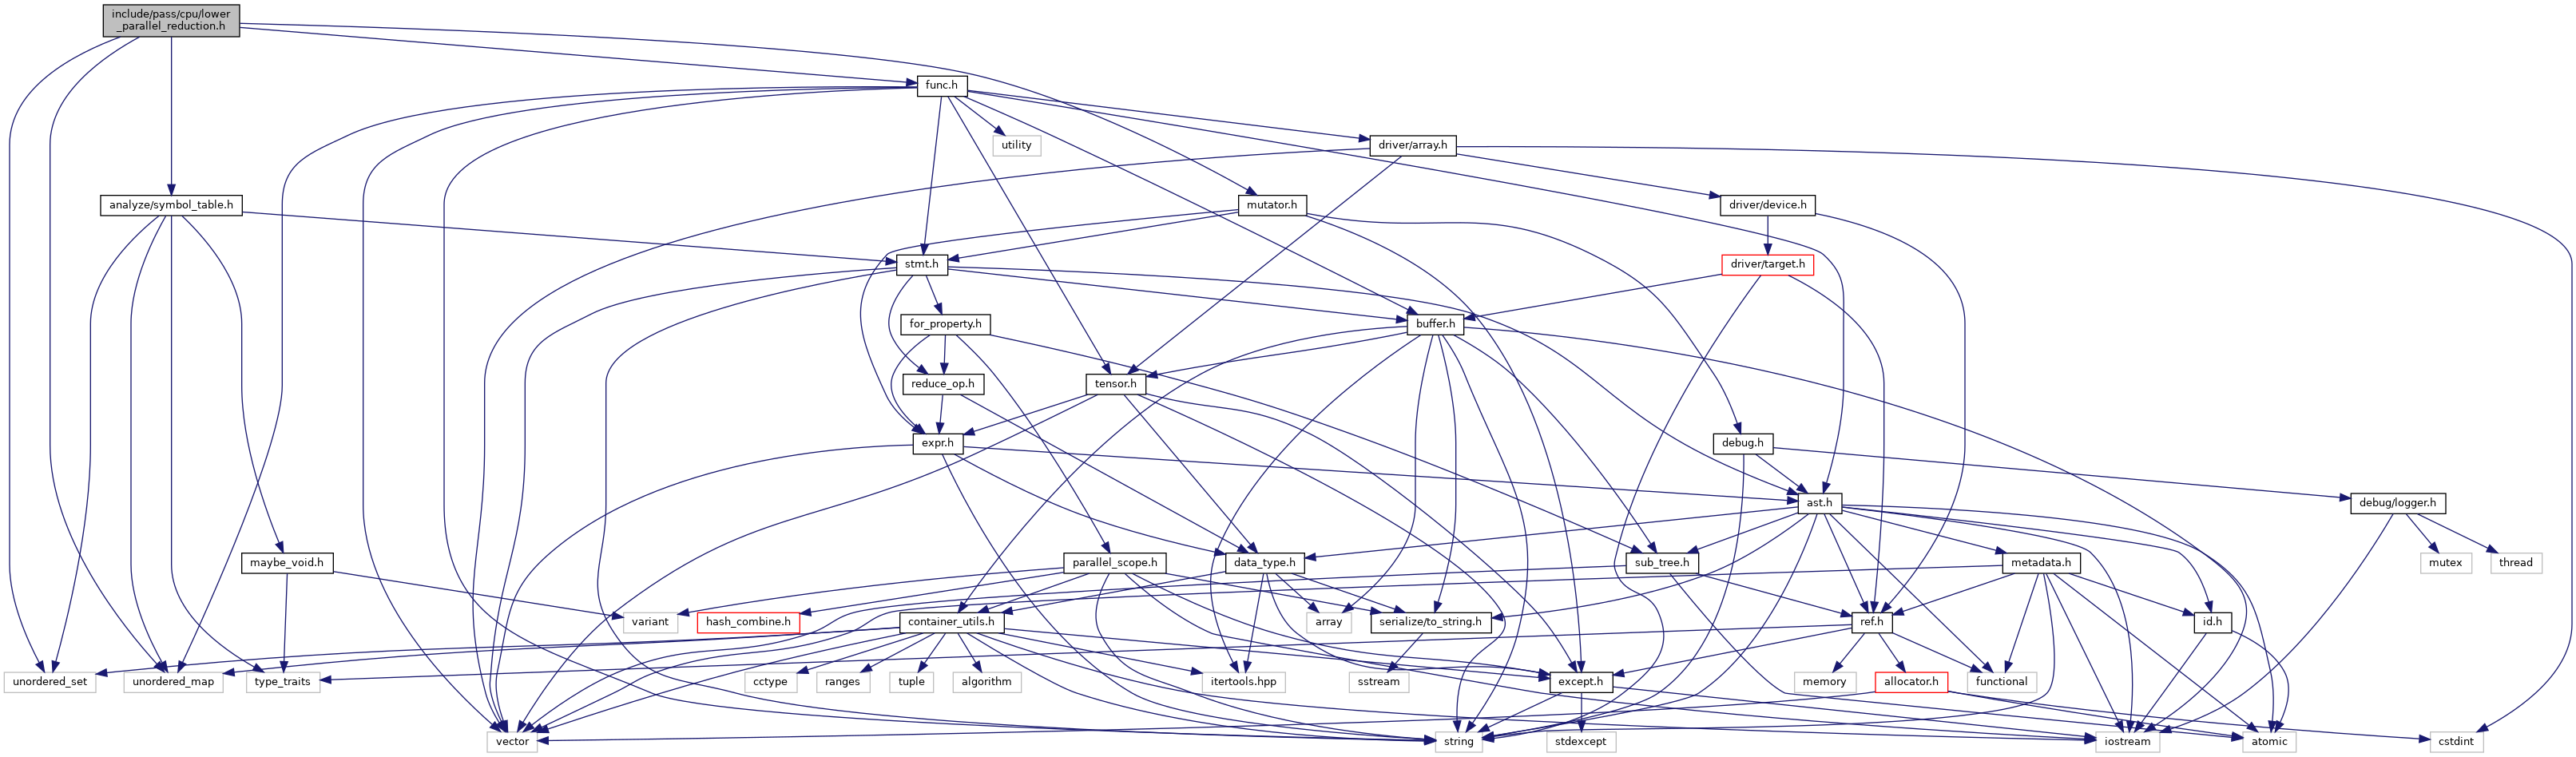 include/pass/cpu/lower
_parallel_reduction.h
func.h
utility
driver/array.h
analyze/symbol_table.h
mutator.h
driver/device.h
stmt.h
driver/target.h
for_property.h
buffer.h
reduce_op.h
tensor.h
expr.h
debug.h
ast.h
debug/logger.h
maybe_void.h
parallel_scope.h
data_type.h
sub_tree.h
metadata.h
mutex
thread
variant
hash_combine.h
container_utils.h
array
serialize/to_string.h
ref.h
id.h
unordered_set
unordered_map
type_traits
cctype
ranges
tuple
algorithm
itertools.hpp
sstream
except.h
memory
allocator.h
functional
vector
string
stdexcept
iostream
atomic
cstdint